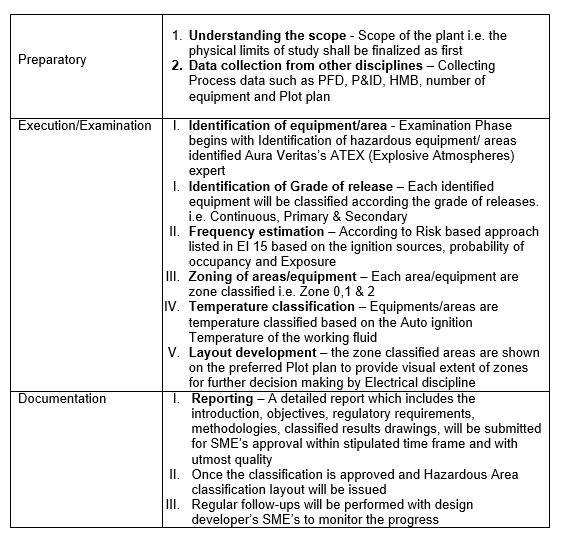 Preparatory
1. Understanding the scope - Scope of the plant i.e. the
physical limits of study shall be finalized as first
2. Data collection from other disciplines – Collecting
Process data such as PFD, P&ID, HMB, number of
equipment and Plot plan
Execution/Examination
I. Identification of equipment/area - Examination Phase
begins with Identification of hazardous equipment/ areas
identified Aura Veritas's ATEX (Explosive Atmospheres)
expert
I. Identification of Grade of release – Each identified
equipment will be classified according the grade of releases.
i.e. Continuous, Primary & Secondary
II. Frequency estimation – According to Risk based approach
listed in EI 15 based on the ignition sources, probability of
occupancy and Exposure
III. Zoning of areas/equipment – Each area/equipment are
zone classified i.e. Zone 0,1 & 2
IV. Temperature classification – Equipments/areas are
temperature classified based on the Auto ignition
Temperature of the working fluid
V. Layout development – the zone classified areas are shown
on the preferred Plot plan to provide visual extent of zones
for further decision making by Electrical discipline
Documentation
I. Reporting – A detailed report which includes the
introduction, objectives, regulatory requirements,
methodologies, classified results drawings, will be submitted
for SME's approval within stipulated time frame and with
utmost quality
II. Once the classification is approved and Hazardous Area
classification layout will be issued
III. Regular follow-ups will be performed with design
developer's SME's to monitor the progress